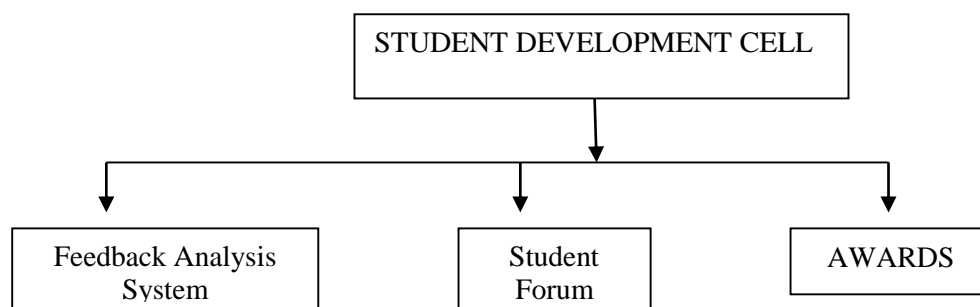 STUDENT DEVELOPMENT CELL
Feedback Analysis
System
Student
Forum
AWARDS